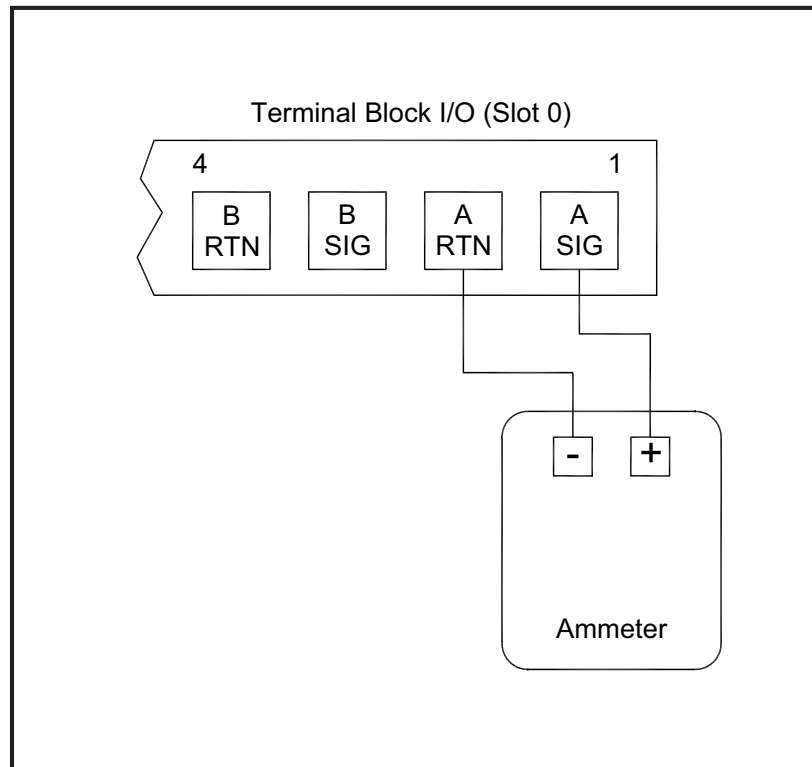 Terminal Block I/O (Slot 0)
4 1
B B A A
RTN SIG RTN SIG
- +
Ammeter